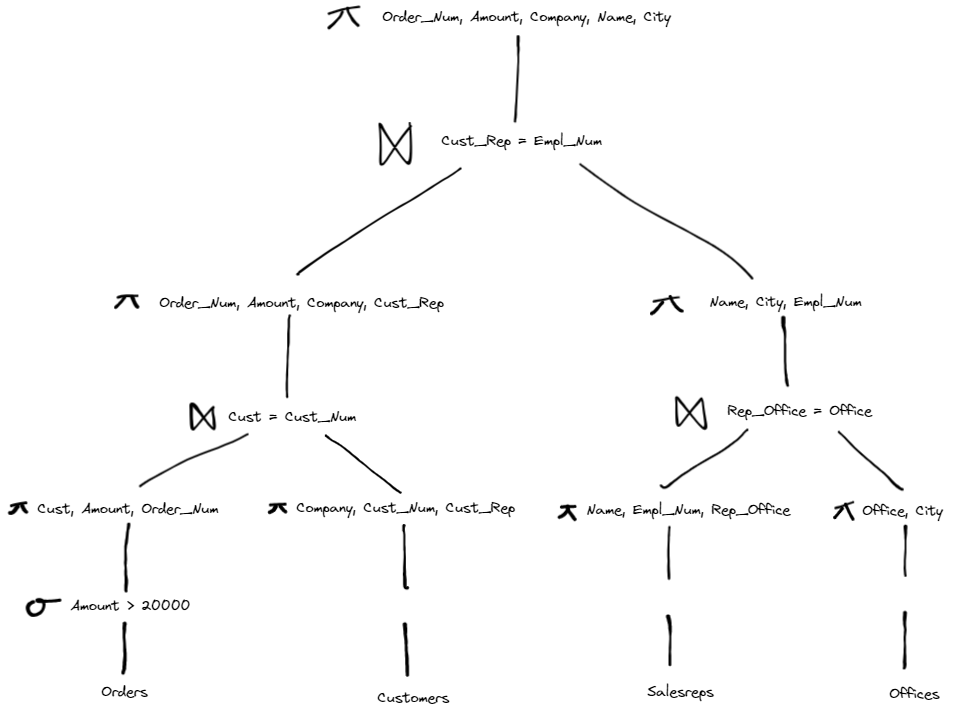 π Order_Num, Amount, Company, Name, City
⋈ Cust_Rep = Empl_Num
π Order_Num, Amount, Company, Cust_Rep
π Name, City, Empl_Num
⋈ Cust = Cust_Num
⋈ Rep_Office = Office
π Cust, Amount, Order_Num
π Company, Cust_Num, Cust_Rep
π Name, Empl_Num, Rep_Office
π Office, City
σ Amount > 20000
Orders
Customers
Salesreps
Offices